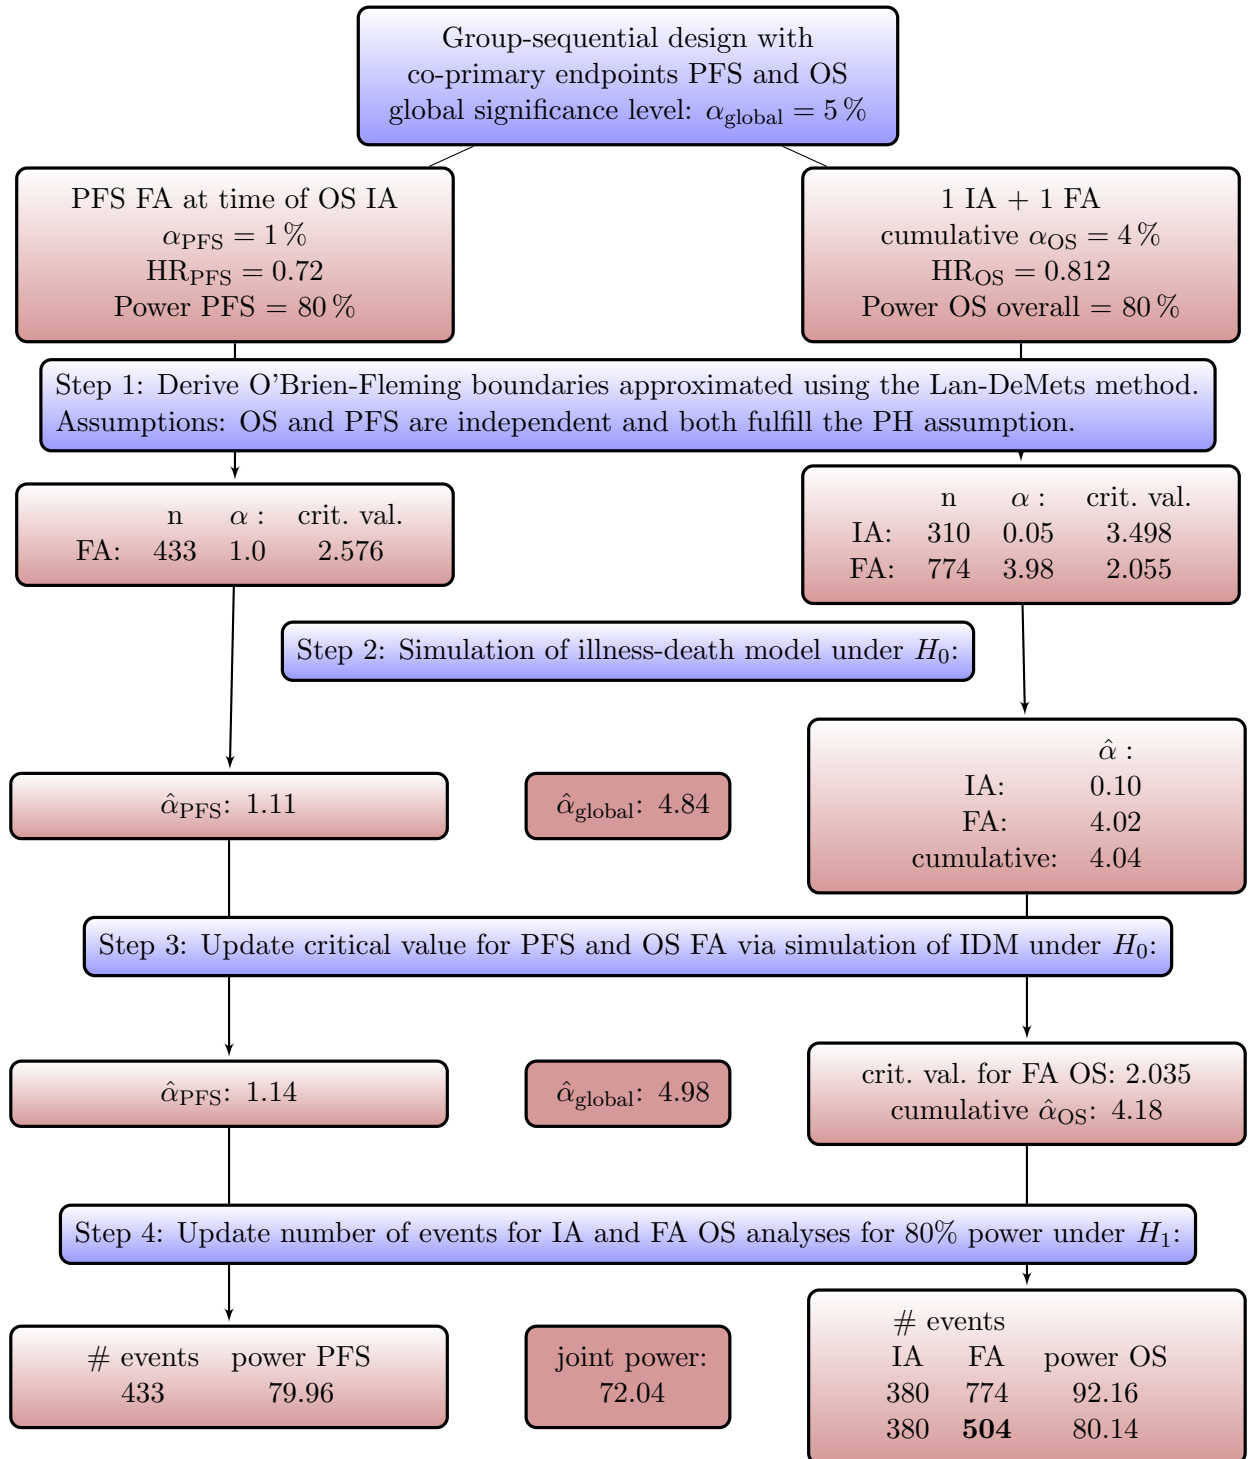 Group-sequential design with
co-primary endpoints PFS and OS
global significance level: α_global = 5 %
PFS FA at time of OS IA
α_PFS = 1 %
HR_PFS = 0.72
Power PFS = 80 %
1 IA + 1 FA
cumulative α_OS = 4 %
HR_OS = 0.812
Power OS overall = 80 %
Step 1: Derive O'Brien-Fleming boundaries approximated using the Lan-DeMets method.
Assumptions: OS and PFS are independent and both fulfill the PH assumption.
n α : crit. val.
FA: 433 1.0 2.576
n α : crit. val.
IA: 310 0.05 3.498
FA: 774 3.98 2.055
Step 2: Simulation of illness-death model under H_0:
α̂_PFS: 1.11
α̂_global: 4.84
α̂ :
IA: 0.10
FA: 4.02
cumulative: 4.04
Step 3: Update critical value for PFS and OS FA via simulation of IDM under H_0:
α̂_PFS: 1.14
α̂_global: 4.98
crit. val. for FA OS: 2.035
cumulative α̂_OS: 4.18
Step 4: Update number of events for IA and FA OS analyses for 80% power under H_1:
# events power PFS
433 79.96
joint power:
72.04
# events
IA FA power OS
380 774 92.16
380 504 80.14